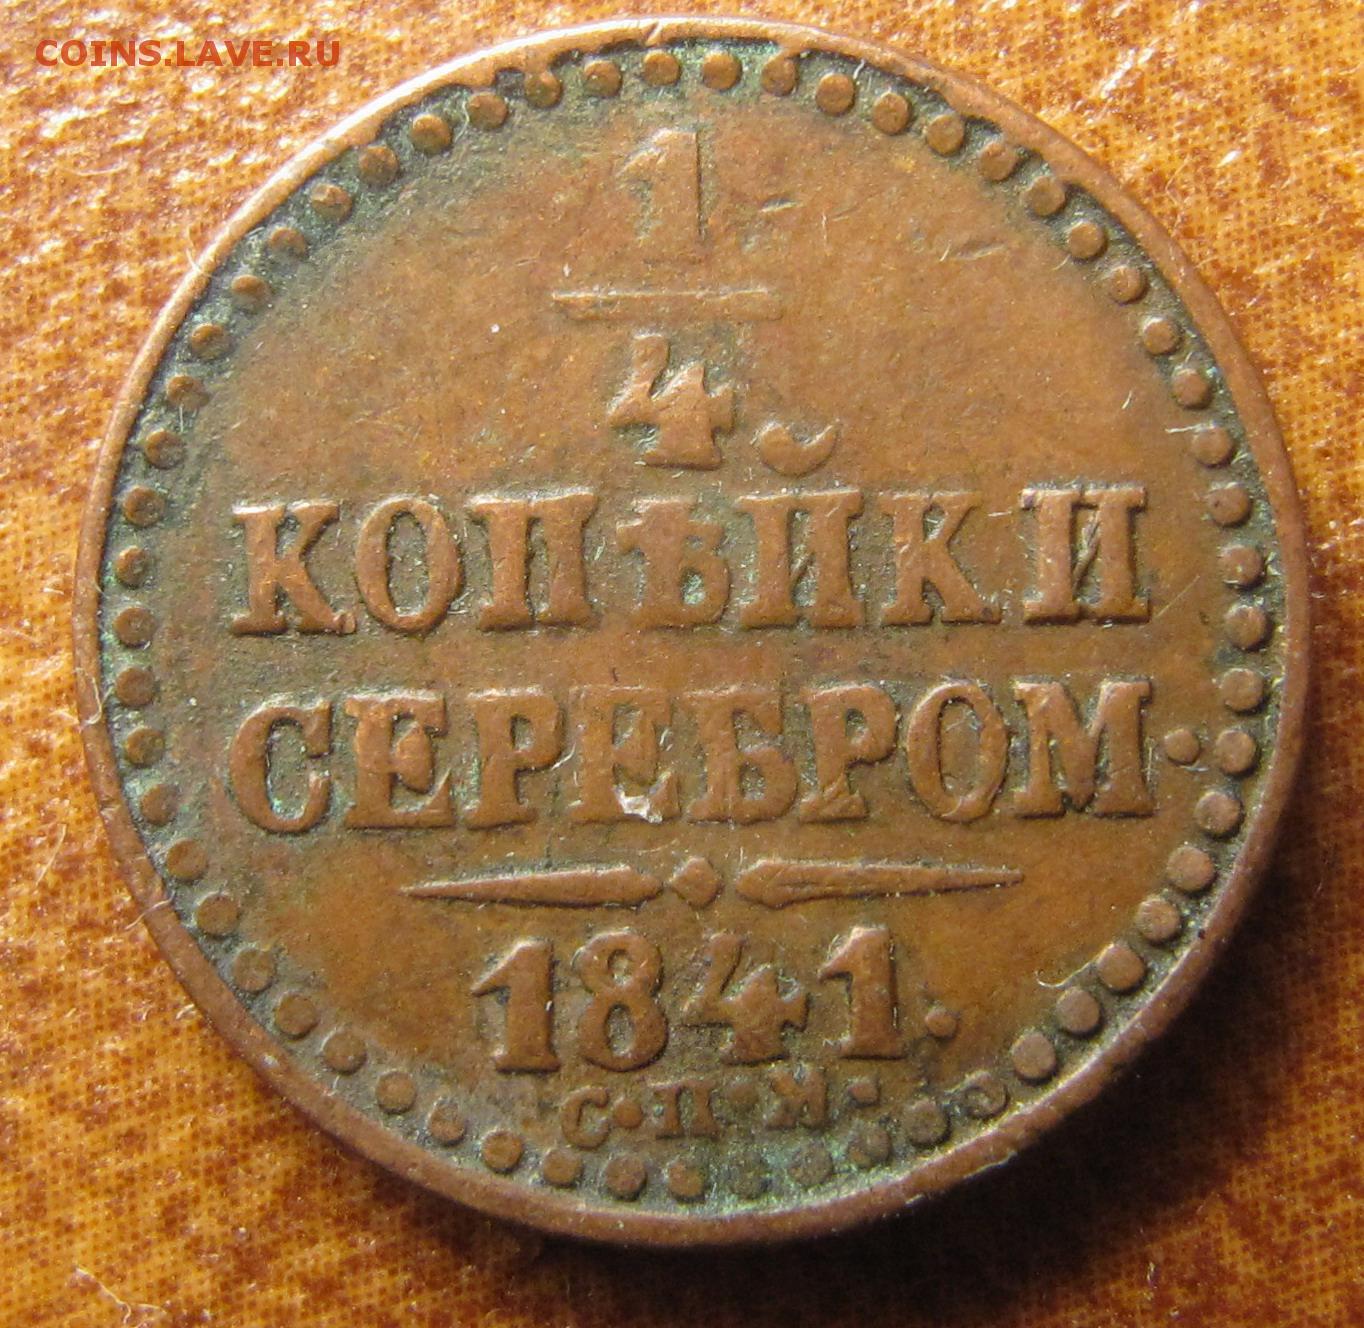 COINS.LAVE.RU
1
4.
КОПѢЙКИ
СЕРЕБРОМ·
1841.
С·П·М·